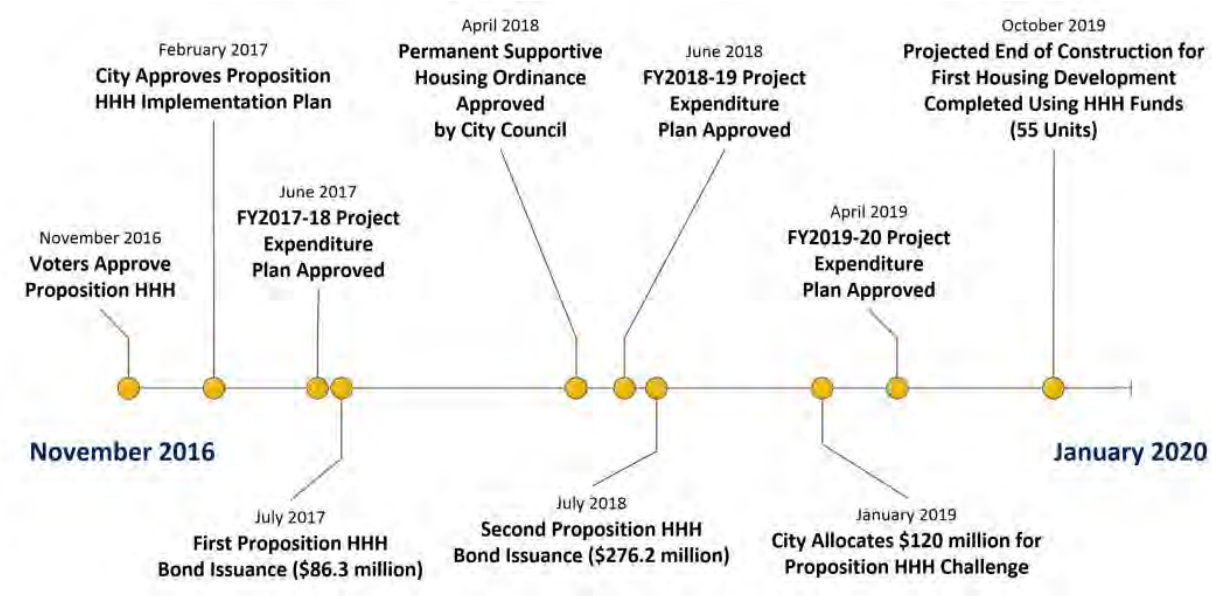 November 2016
Voters Approve
Proposition HHH
February 2017
City Approves Proposition
HHH Implementation Plan
June 2017
FY2017-18 Project
Expenditure
Plan Approved
April 2018
Permanent Supportive
Housing Ordinance
Approved
by City Council
June 2018
FY2018-19 Project
Expenditure
Plan Approved
April 2019
FY2019-20 Project
Expenditure
Plan Approved
October 2019
Projected End of Construction for
First Housing Development
Completed Using HHH Funds
(55 Units)
November 2016
January 2020
July 2017
First Proposition HHH
Bond Issuance ($86.3 million)
July 2018
Second Proposition HHH
Bond Issuance ($276.2 million)
January 2019
City Allocates $120 million for
Proposition HHH Challenge